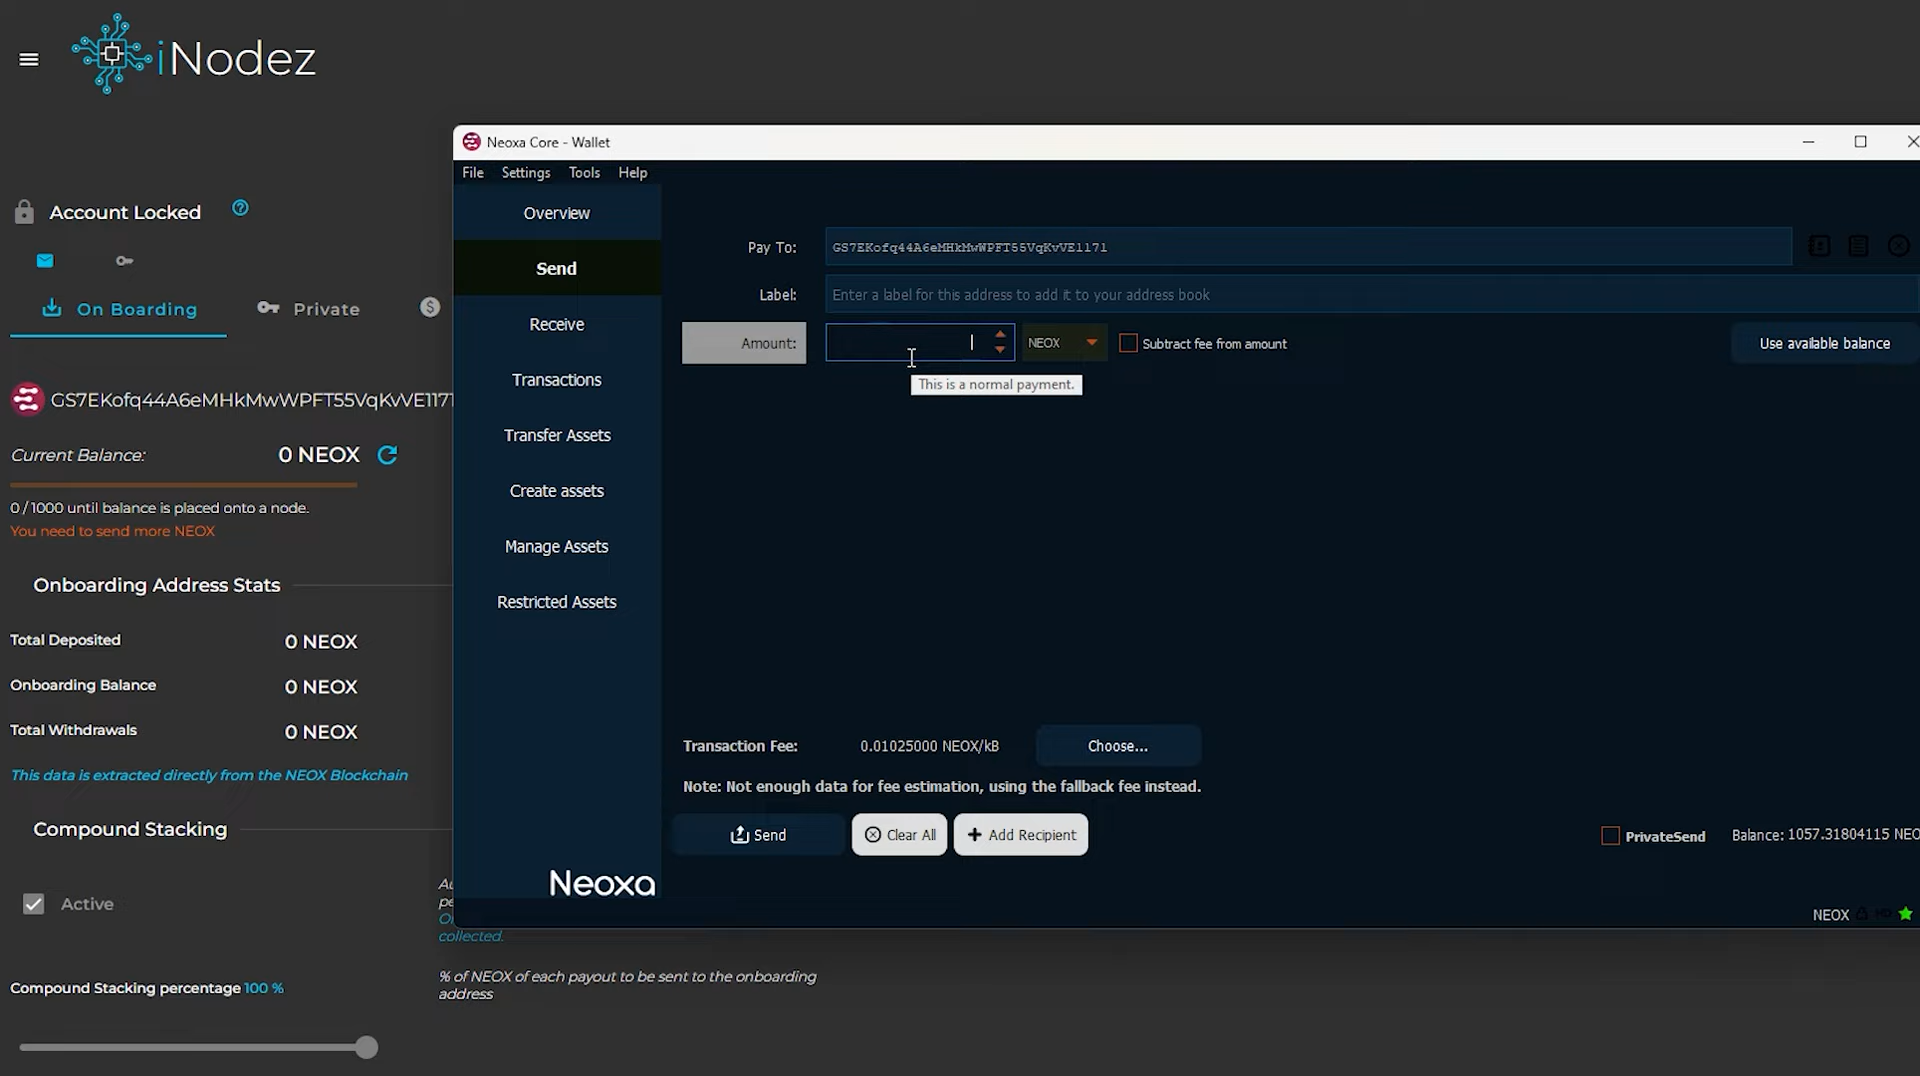 iNodez
Neoxa Core - Wallet
File Settings Tools Help
Account Locked
On Boarding Private
GS7EKofq44A6eMHkMwWPFT55VqKvVE1171
Current Balance: 0 NEOX
0 / 1000 until balance is placed onto a node.
You need to send more NEOX
Onboarding Address Stats
Total Deposited 0 NEOX
Onboarding Balance 0 NEOX
Total Withdrawals 0 NEOX
This data is extracted directly from the NEOX Blockchain
Compound Stacking
Active
collected.
Compound Stacking percentage 100 %
% of NEOX of each payout to be sent to the onboarding
address
Overview
Send
Receive
Transactions
Transfer Assets
Create assets
Manage Assets
Restricted Assets
Neoxa
Pay To: GS7EKofq44A6eMHkMwWPFT55VqKvVE1171
Label: Enter a label for this address to add it to your address book
Amount: NEOX Subtract fee from amount Use available balance
This is a normal payment.
Transaction Fee: 0.01025000 NEOX/kB Choose...
Note: Not enough data for fee estimation, using the fallback fee instead.
Send Clear All Add Recipient PrivateSend Balance: 1057.31804115 NEO
NEOX HD